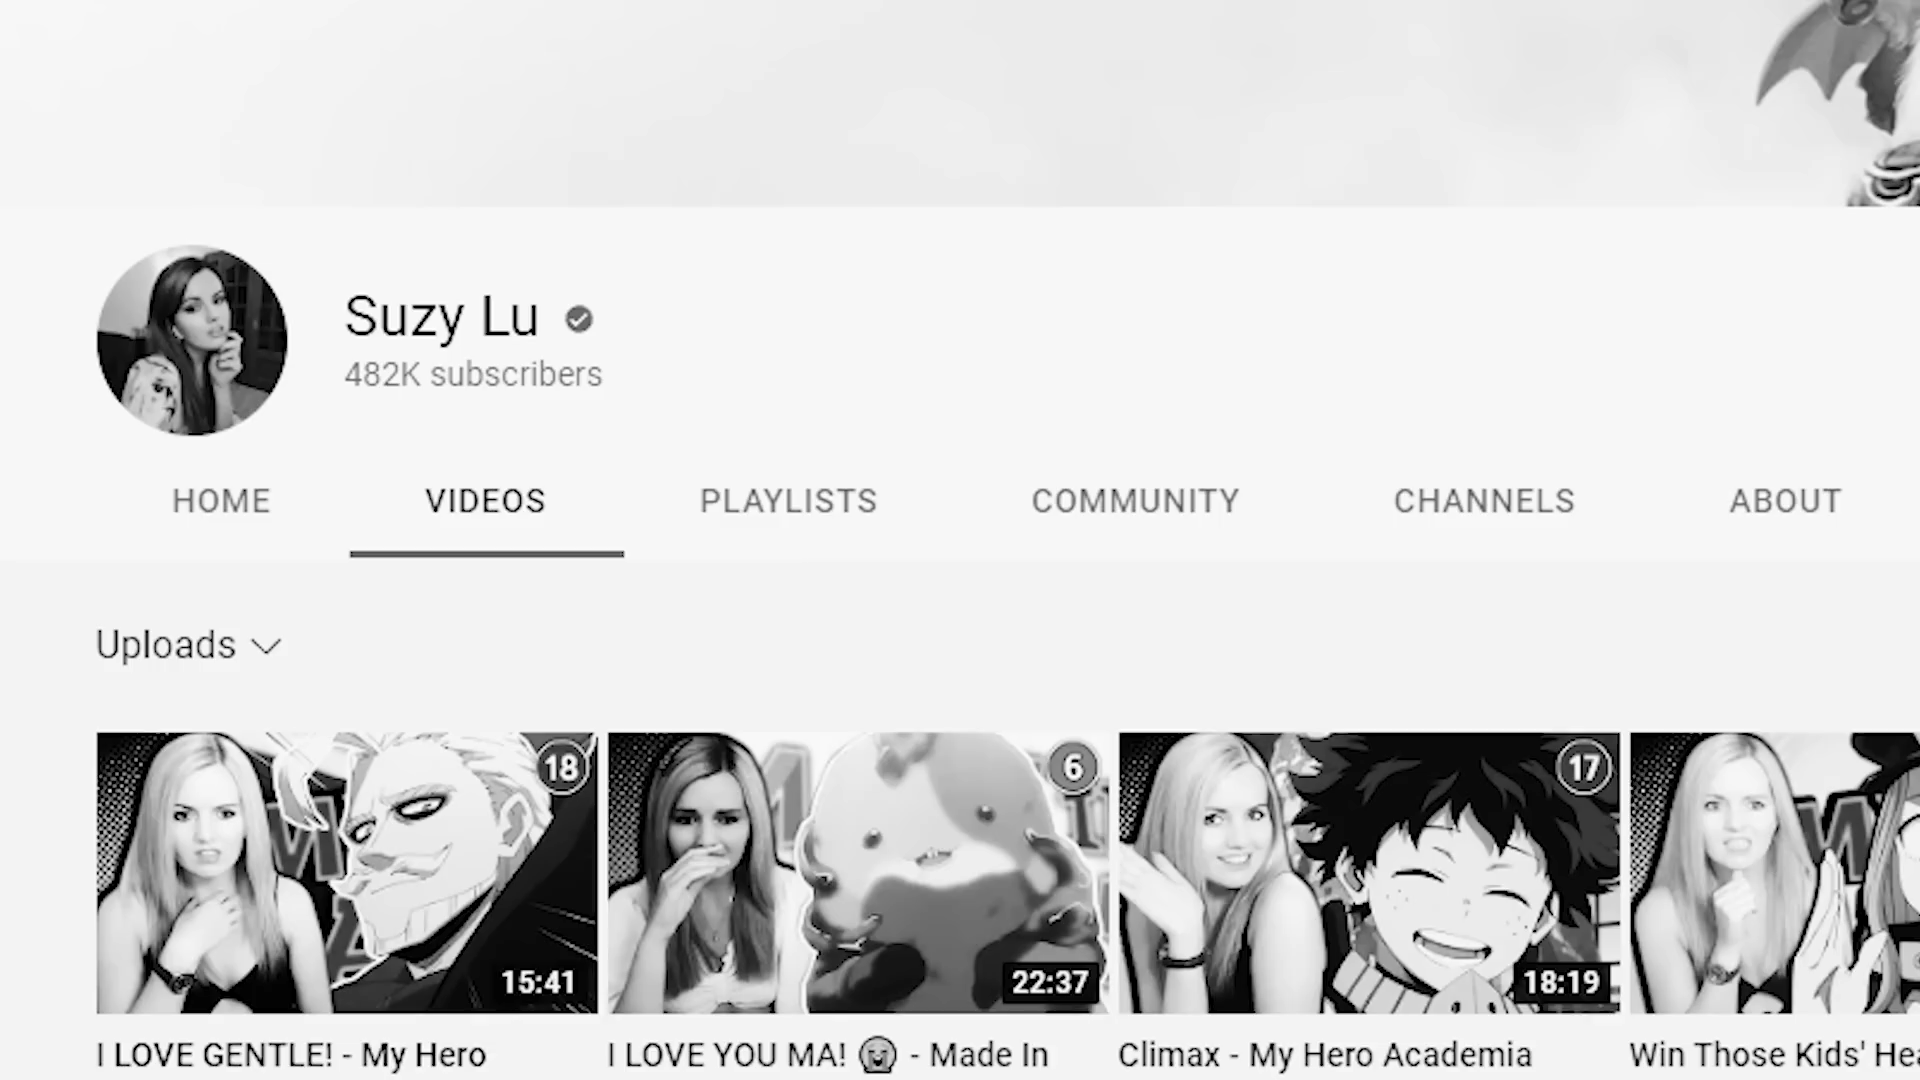 Suzy Lu
482K subscribers
HOME VIDEOS PLAYLISTS COMMUNITY CHANNELS ABOUT
Uploads
18 6 17
15:41 22:37 18:19
I LOVE GENTLE! - My Hero
I LOVE YOU MA! 😭 - Made In
Climax - My Hero Academia
Win Those Kids' Hea